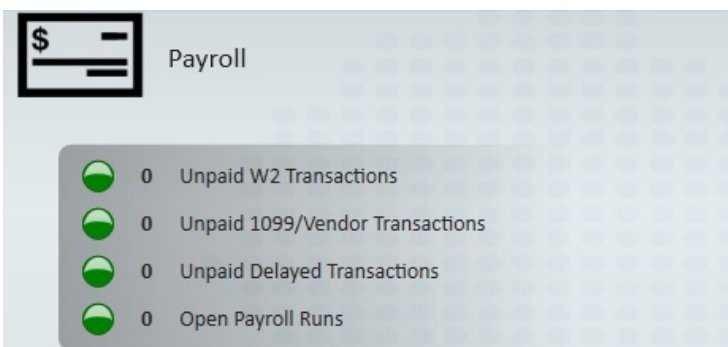 $
Payroll
0 Unpaid W2 Transactions
0 Unpaid 1099/Vendor Transactions
0 Unpaid Delayed Transactions
0 Open Payroll Runs